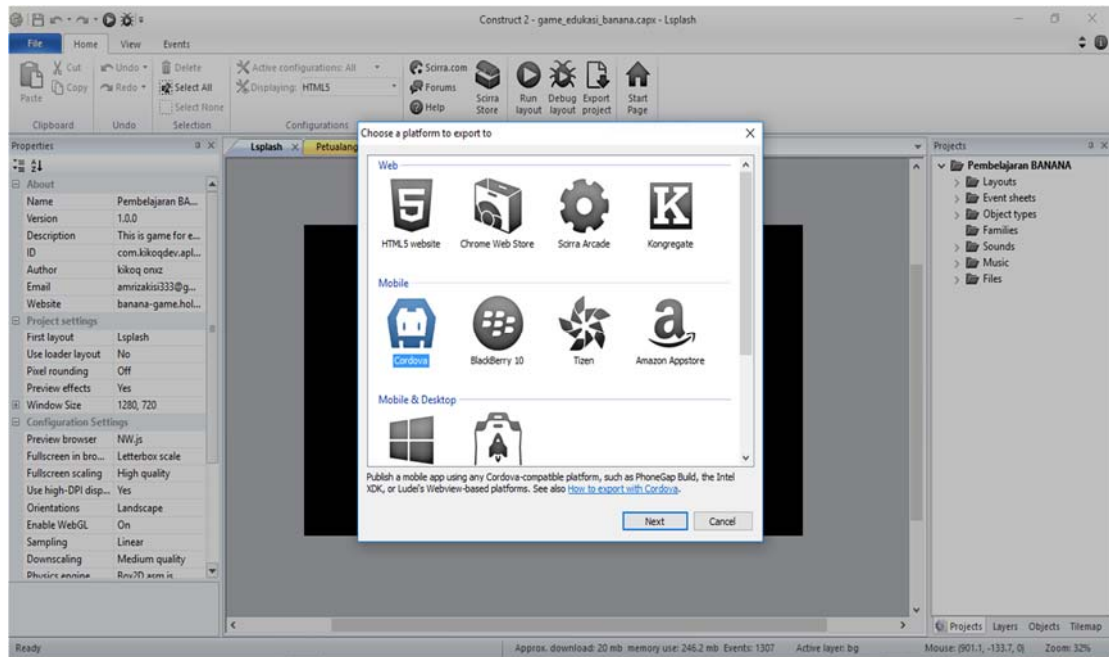 Construct 2 - game_edukasi_banana.capx - Lsplash
File Home View Events
Paste
Cut
Copy
Clipboard
Undo
Redo
Undo
Delete
Select All
Select None
Selection
Active configurations: All
Displaying: HTML5
Configurations
Scirra.com
Forums
Help
Scirra Store
Run layout
Debug layout
Export project
Start Page
Properties
About
Name Pembelajaran BA...
Version 1.0.0
Description This is game for e...
ID com.kikoqdev.apl...
Author kikoq onxz
Email amrizakisi333@g...
Website banana-game.hol...
Project settings
First layout Lsplash
Use loader layout No
Pixel rounding Off
Preview effects Yes
Window Size 1280, 720
Configuration Settings
Preview browser NW.js
Fullscreen in bro... Letterbox scale
Fullscreen scaling High quality
Use high-DPI disp... Yes
Orientations Landscape
Enable WebGL On
Sampling Linear
Downscaling Medium quality
Physics engine Box2D asm.js
Lsplash
Petualang
Choose a platform to export to
Web
HTML5 website
Chrome Web Store
Scirra Arcade
Kongregate
Mobile
Cordova
BlackBerry 10
Tizen
Amazon Appstore
Mobile & Desktop
Publish a mobile app using any Cordova-compatible platform, such as PhoneGap Build, the Intel
XDK, or Ludei's Webview-based platforms. See also How to export with Cordova.
Next Cancel
Projects
Pembelajaran BANANA
Layouts
Event sheets
Object types
Families
Sounds
Music
Files
Projects Layers Objects Tilemap
Ready
Approx. download: 20 mb memory use: 246.2 mb Events: 1307 Active layer: bg Mouse: (901.1, -133.7, 0) Zoom: 32%